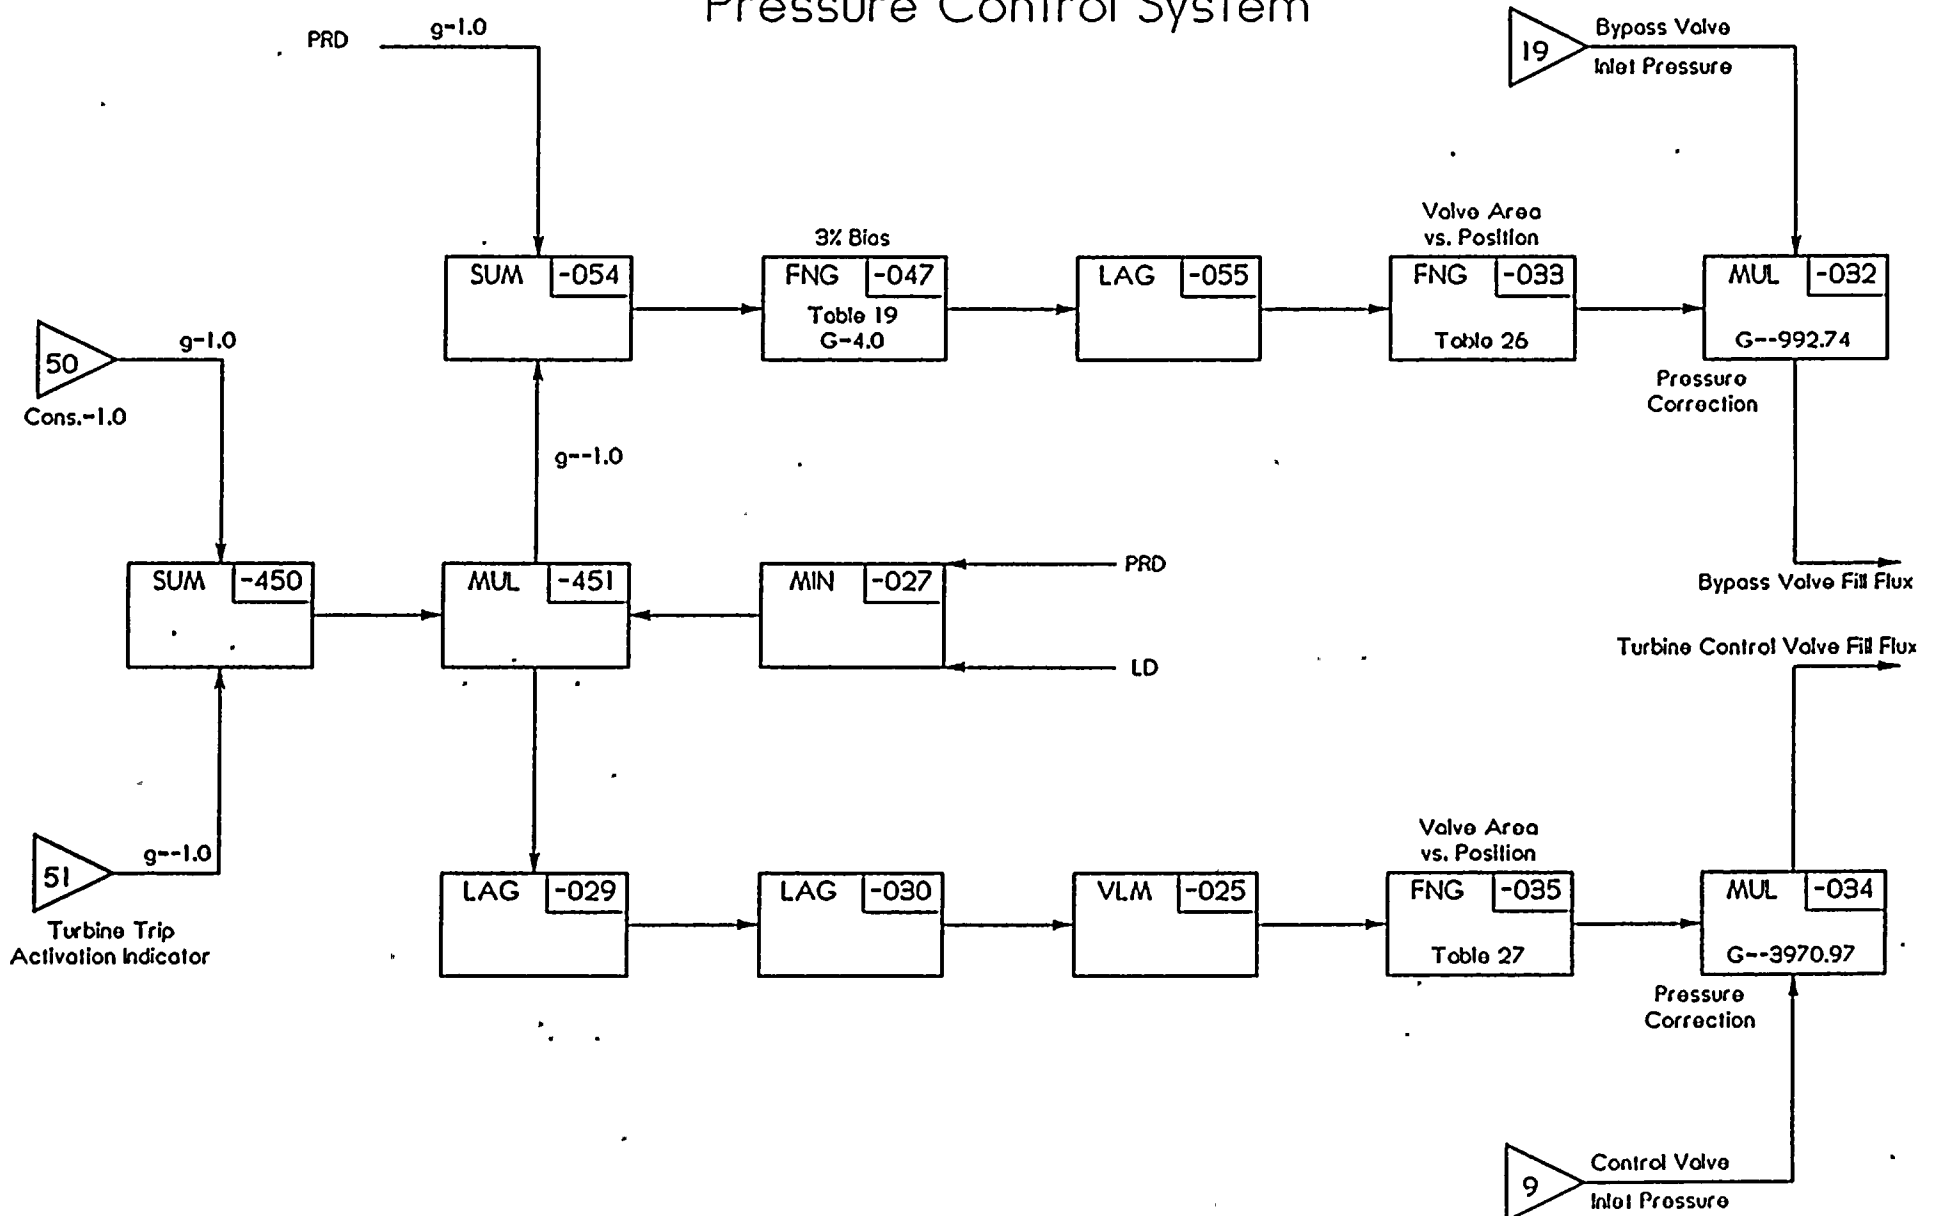 Pressure Control System
PRD
g=1.0
19
Bypass Valve
Inlet Pressure
3% Bias
Valve Area
vs. Position
SUM -054
FNG -047
Table 19
G=4.0
LAG -055
FNG -033
Table 26
MUL -032
G=-992.74
Pressure
Correction
50
g=1.0
Cons.=1.0
g=-1.0
SUM -450
MUL -451
MIN -027
PRD
LD
Bypass Valve Fill Flux
Turbine Control Valve Fill Flux
51
g=-1.0
Turbine Trip
Activation Indicator
Valve Area
vs. Position
LAG -029
LAG -030
VLM -025
FNG -035
Table 27
MUL -034
G=-3970.97
Pressure
Correction
9
Control Valve
Inlet Pressure